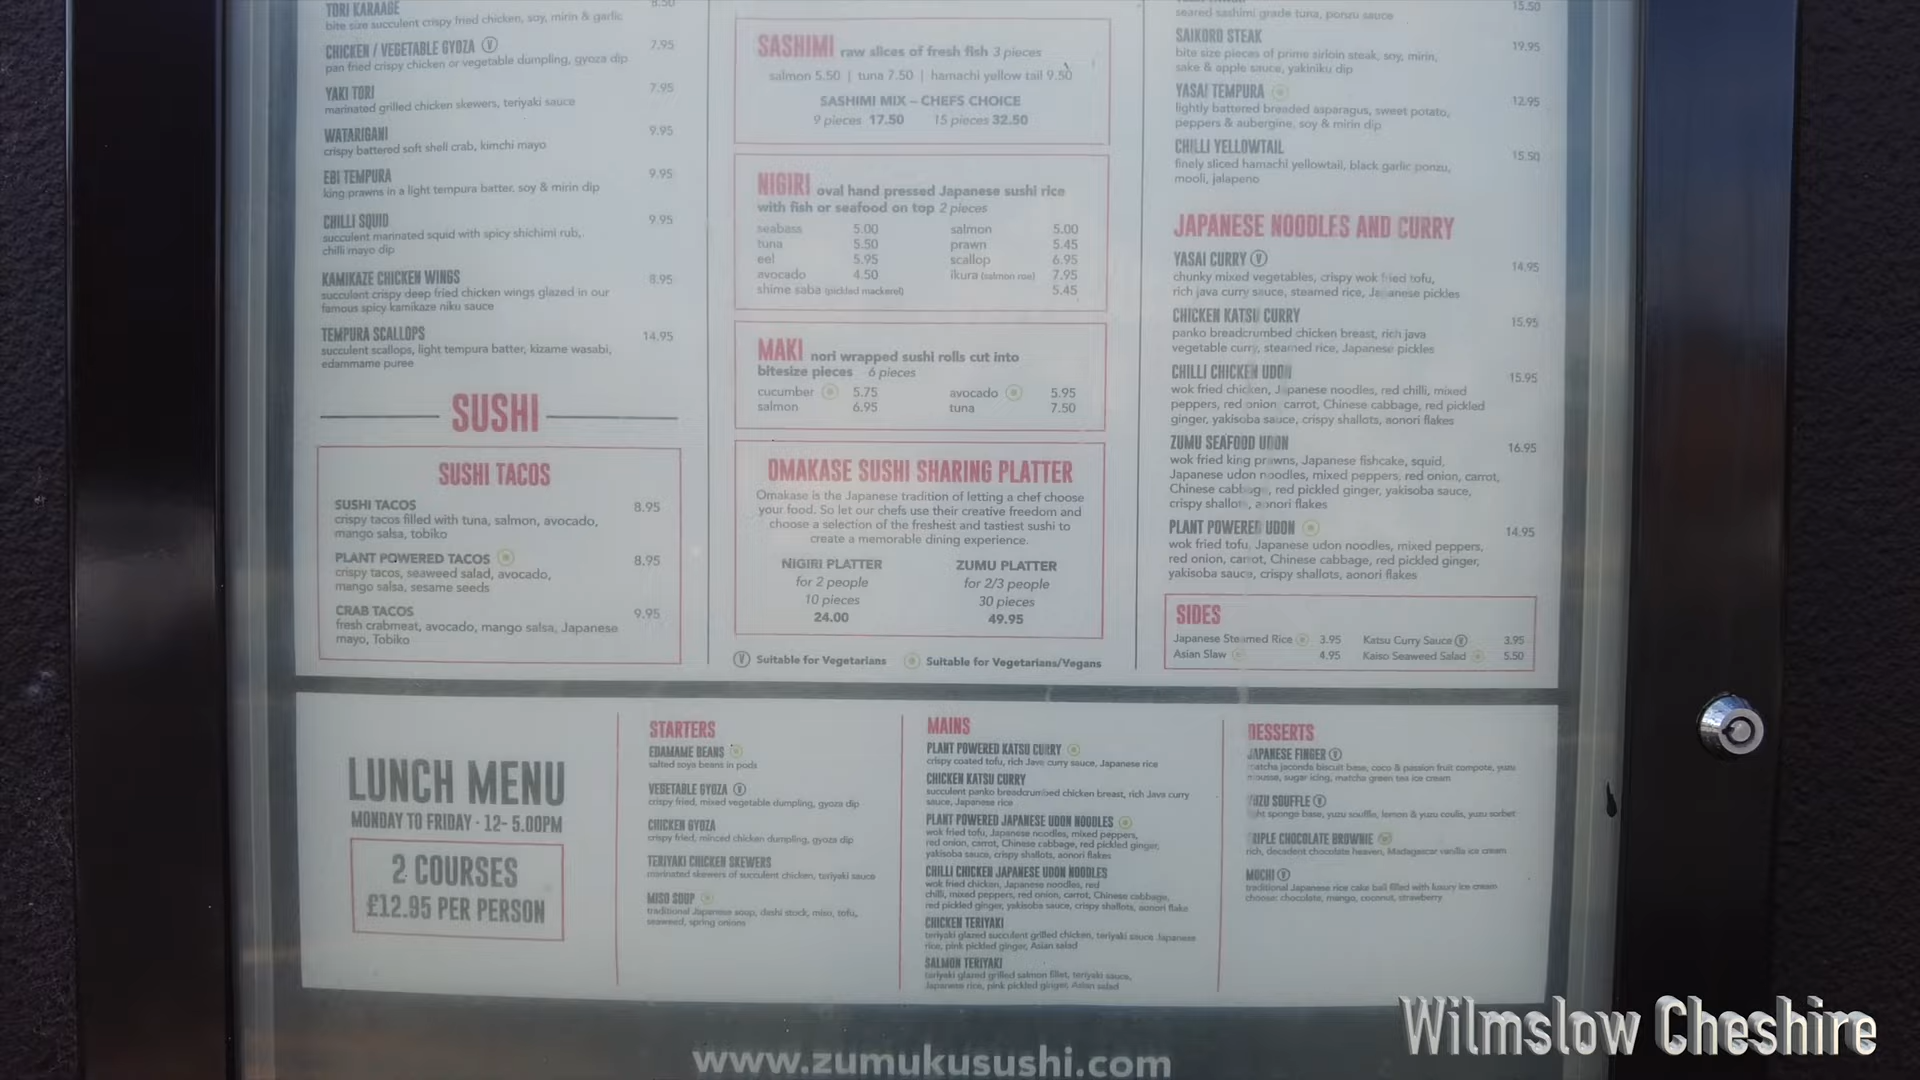 TORI KARAAGE 8.50
bite size succulent crispy fried chicken, soy, mirin & garlic
CHICKEN / VEGETABLE GYOZA V 7.95
pan fried crispy chicken or vegetable dumpling, gyoza dip
YAKI TORI 7.95
marinated grilled chicken skewers, teriyaki sauce
WATARIGANI 9.95
crispy battered soft shell crab, kimchi mayo
EBI TEMPURA 9.95
king prawns in a light tempura batter, soy & mirin dip
CHILLI SQUID 9.95
succulent marinated squid with spicy shichimi rub,
chilli mayo dip
KAMIKAZE CHICKEN WINGS 8.95
succulent crispy deep fried chicken wings glazed in our
famous spicy kamikaze niku sauce
TEMPURA SCALLOPS 14.95
succulent scallops, light tempura batter, kizame wasabi,
edammame puree
SUSHI
SUSHI TACOS
SUSHI TACOS 8.95
crispy tacos filled with tuna, salmon, avocado,
mango salsa, tobiko
PLANT POWERED TACOS 8.95
crispy tacos, seaweed salad, avocado,
mango salsa, sesame seeds
CRAB TACOS 9.95
fresh crabmeat, avocado, mango salsa, Japanese
mayo, Tobiko
SASHIMI raw slices of fresh fish 3 pieces
salmon 5.50 | tuna 7.50 | hamachi yellow tail 9.50
SASHIMI MIX – CHEFS CHOICE
9 pieces 17.50 15 pieces 32.50
NIGIRI oval hand pressed Japanese sushi rice
with fish or seafood on top 2 pieces
seabass 5.00 salmon 5.00
tuna 5.50 prawn 5.45
eel 5.95 scallop 6.95
avocado 4.50 ikura (salmon roe) 7.95
shime saba (pickled mackerel) 5.45
MAKI nori wrapped sushi rolls cut into
bitesize pieces 6 pieces
cucumber 5.75 avocado 5.95
salmon 6.95 tuna 7.50
OMAKASE SUSHI SHARING PLATTER
Omakase is the Japanese tradition of letting a chef choose
your food. So let our chefs use their creative freedom and
choose a selection of the freshest and tastiest sushi to
create a memorable dining experience.
NIGIRI PLATTER ZUMU PLATTER
for 2 people for 2/3 people
10 pieces 30 pieces
24.00 49.95
V Suitable for Vegetarians Suitable for Vegetarians/Vegans
15.50
seared sashimi grade tuna, ponzu sauce
SAIKORO STEAK 19.95
bite size pieces of prime sirloin steak, soy, mirin,
sake & apple sauce, yakiniku dip
YASAI TEMPURA 12.95
lightly battered breaded asparagus, sweet potato,
peppers & aubergine, soy & mirin dip
CHILLI YELLOWTAIL 15.50
finely sliced hamachi yellowtail, black garlic ponzu,
mooli, jalapeno
JAPANESE NOODLES AND CURRY
YASAI CURRY V 14.95
chunky mixed vegetables, crispy wok fried tofu,
rich java curry sauce, steamed rice, Japanese pickles
CHICKEN KATSU CURRY 15.95
panko breadcrumbed chicken breast, rich java
vegetable curry, steamed rice, Japanese pickles
CHILLI CHICKEN UDON 15.95
wok fried chicken, Japanese noodles, red chilli, mixed
peppers, red onion, carrot, Chinese cabbage, red pickled
ginger, yakisoba sauce, crispy shallots, aonori flakes
ZUMU SEAFOOD UDON 16.95
wok fried king prawns, Japanese fishcake, squid,
Japanese udon noodles, mixed peppers, red onion, carrot,
Chinese cabbage, red pickled ginger, yakisoba sauce,
crispy shallots, aonori flakes
PLANT POWERED UDON 14.95
wok fried tofu, Japanese udon noodles, mixed peppers,
red onion, carrot, Chinese cabbage, red pickled ginger,
yakisoba sauce, crispy shallots, aonori flakes
SIDES
Japanese Steamed Rice 3.95 Katsu Curry Sauce V 3.95
Asian Slaw 4.95 Kaiso Seaweed Salad 5.50
LUNCH MENU
MONDAY TO FRIDAY · 12- 5.00PM
2 COURSES
£12.95 PER PERSON
STARTERS
EDAMAME BEANS
salted soya beans in pods
VEGETABLE GYOZA V
crispy fried, mixed vegetable dumpling, gyoza dip
CHICKEN GYOZA
crispy fried, minced chicken dumpling, gyoza dip
TERIYAKI CHICKEN SKEWERS
marinated skewers of succulent chicken, teriyaki sauce
MISO SOUP
traditional Japanese soup, dashi stock, miso, tofu,
seaweed, spring onions
MAINS
PLANT POWERED KATSU CURRY
crispy coated tofu, rich Jave curry sauce, Japanese rice
CHICKEN KATSU CURRY
succulent panko breadcrumbed chicken breast, rich Java curry
sauce, Japanese rice
PLANT POWERED JAPANESE UDON NOODLES
wok fried tofu, Japanese noodles, mixed peppers,
red onion, carrot, Chinese cabbage, red pickled ginger,
yakisoba sauce, crispy shallots, aonori flakes
CHILLI CHICKEN JAPANESE UDON NOODLES
wok fried chicken, Japanese noodles, red
chilli, mixed peppers, red onion, carrot, Chinese cabbage,
red pickled ginger, yakisoba sauce, crispy shallots, aonori flake
CHICKEN TERIYAKI
teriyaki glazed succulent grilled chicken, teriyaki sauce Japanese
rice, pink pickled ginger, Asian salad
SALMON TERIYAKI
teriyaki glazed grilled salmon fillet, teriyaki sauce,
Japanese rice, pink pickled ginger, Asian salad
DESSERTS
JAPANESE FINGER V
matcha jaconda biscuit base, coco & passion fruit compote, yuzu
mousse, sugar icing, matcha green tea ice cream
YUZU SOUFFLE V
light sponge base, yuzu souffle, lemon & yuzu coulis, yuzu sorbet
TRIPLE CHOCOLATE BROWNIE
rich, decadent chocolate heaven, Madagascar vanilla ice cream
MOCHI V
traditional Japanese rice cake ball filled with luxury ice cream
choose: chocolate, mango, coconut, strawberry
www.zumukusushi.com
Wilmslow Cheshire